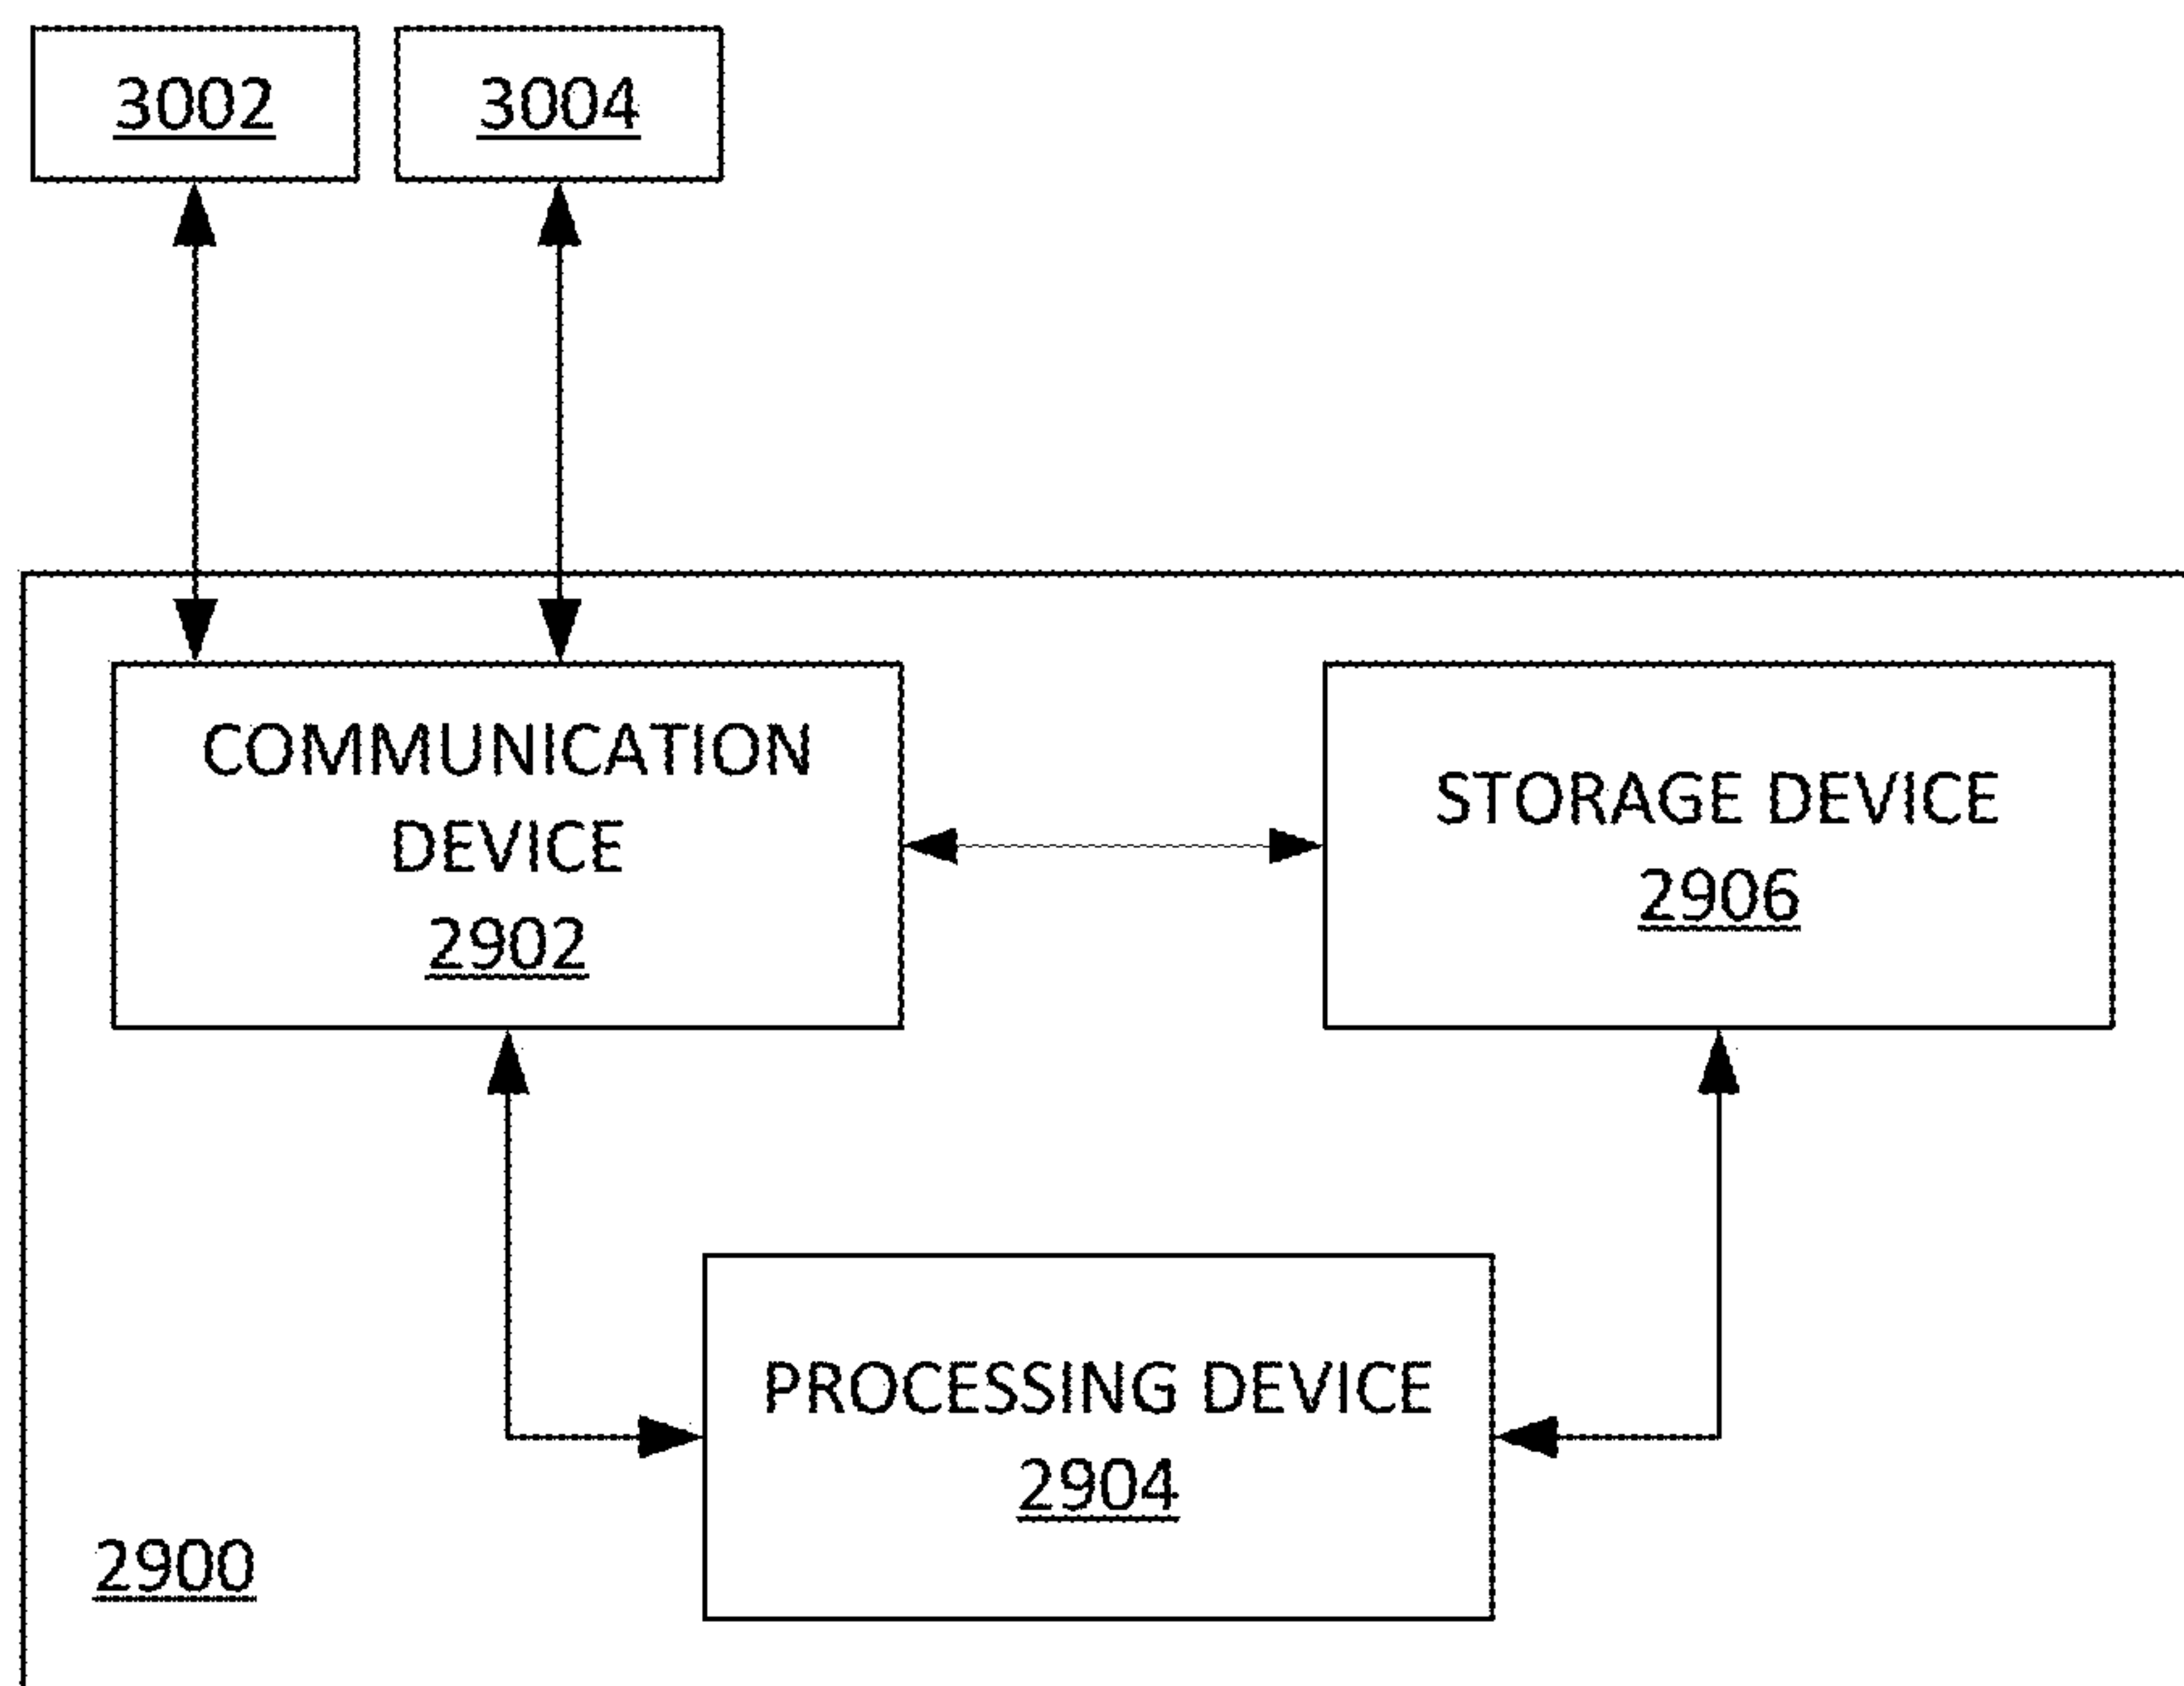 3002
3004
COMMUNICATION
DEVICE
2902
STORAGE DEVICE
2906
PROCESSING DEVICE
2904
2900